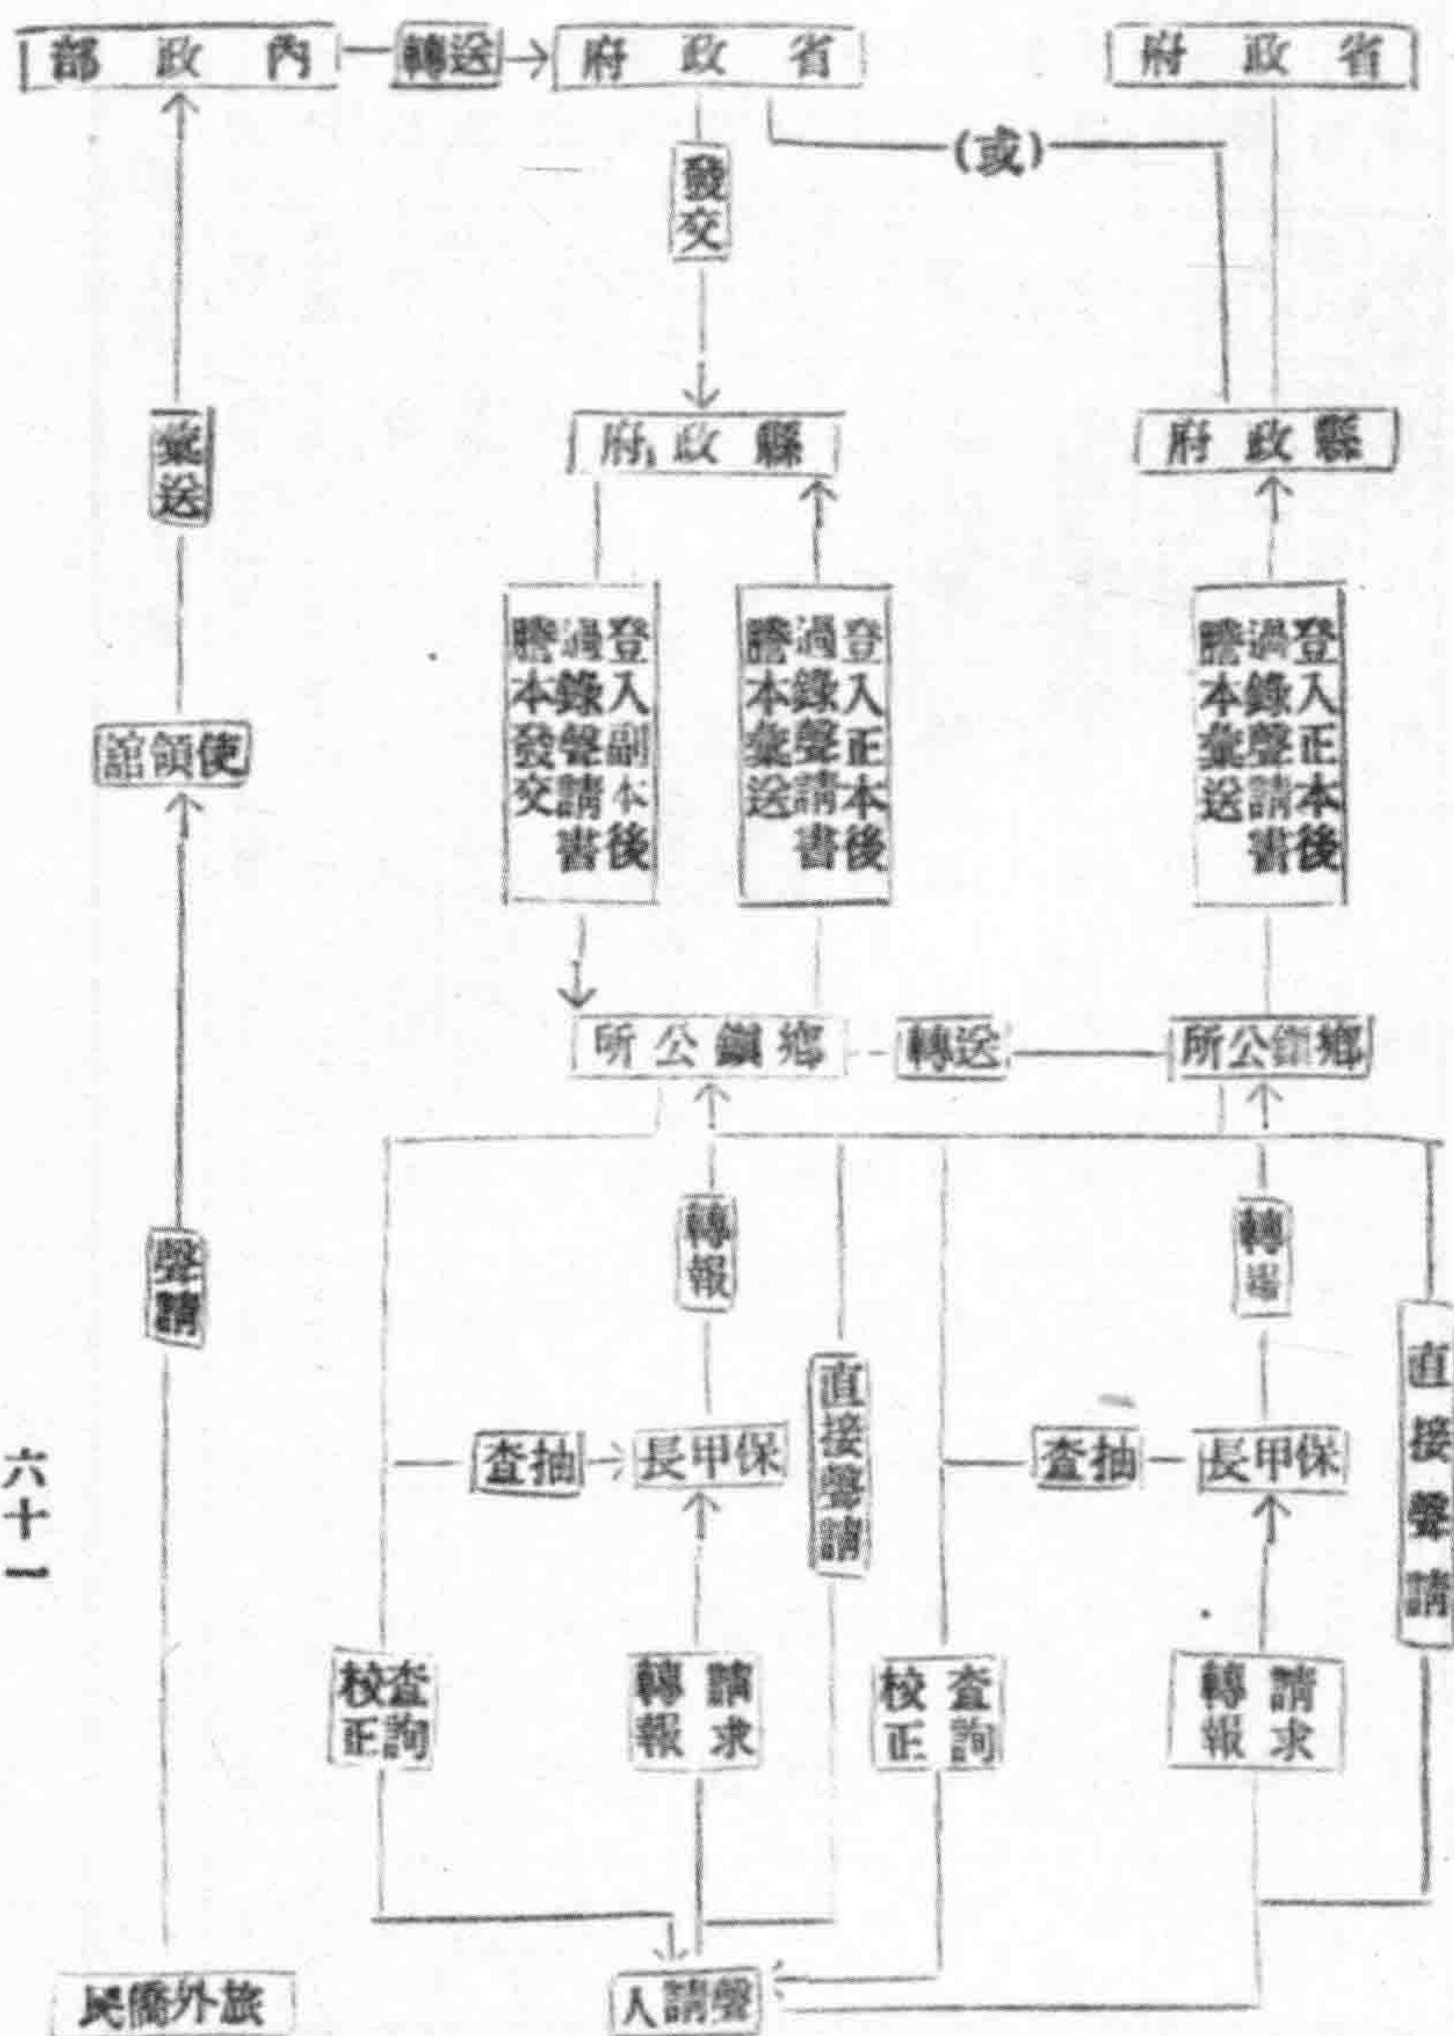 省政府
省政府
轉送
內政部
(或)
發交
縣政府
縣政府
彙送
登入正本後
過錄聲請書
謄本彙送
登入正本後
過錄聲請書
謄本彙送
登入副本後
過錄聲請書
謄本發交
使領館
鄉鎮公所
轉送
鄉鎮公所
轉報
轉報
聲請
直接聲請
直接聲請
保甲長
抽查
保甲長
抽查
請求
轉報
查詢
校正
請求
轉報
查詢
校正
聲請人
旅外僑民
六十一